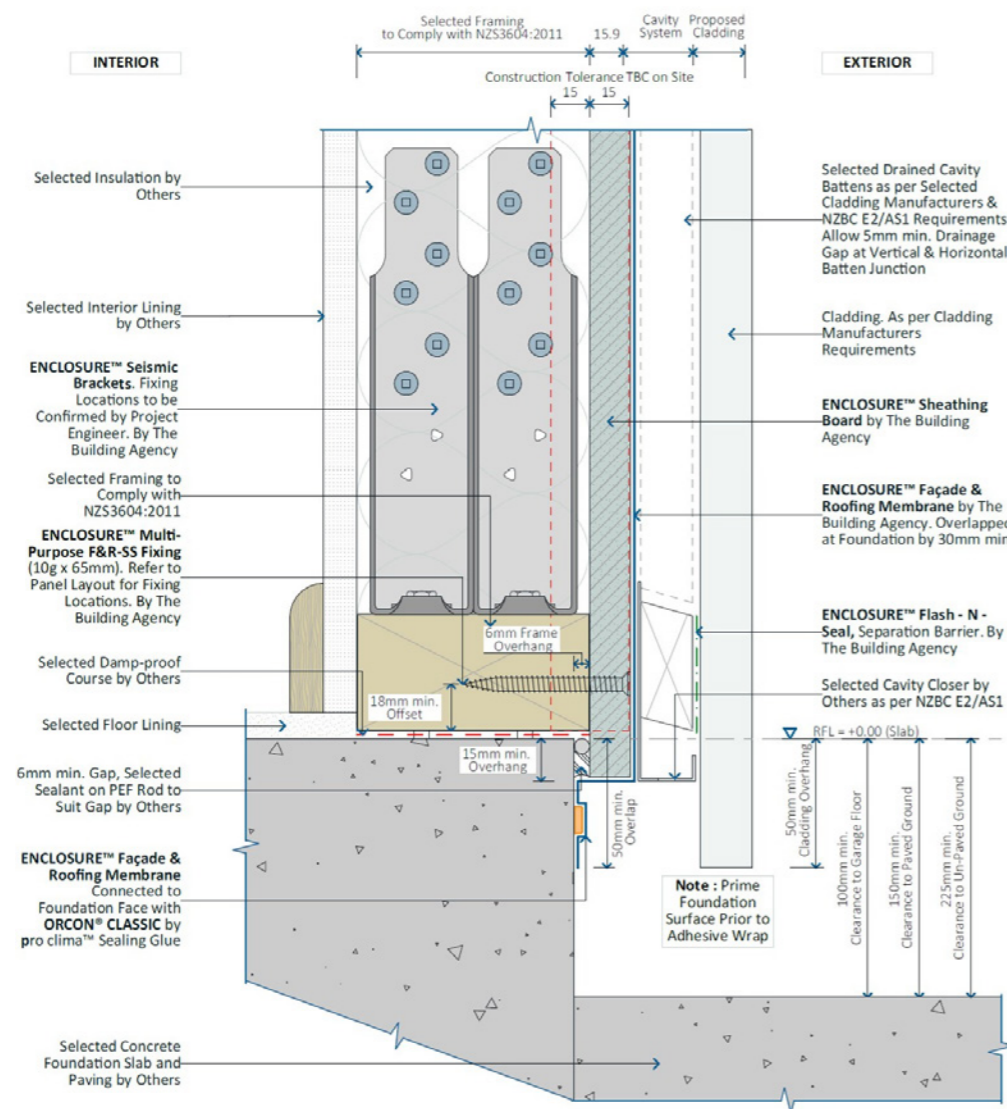 Selected Framing
to Comply with NZS3604:2011
15.9
Cavity
System
Proposed
Cladding
INTERIOR
EXTERIOR
Construction Tolerance TBC on Site
15
15
Selected Insulation by
Others
Selected Interior Lining
by Others
ENCLOSURE™ Seismic
Brackets. Fixing
Locations to be
Confirmed by Project
Engineer. By The
Building Agency
Selected Framing to
Comply with
NZS3604:2011
ENCLOSURE™ Multi-
Purpose F&R-SS Fixing
(10g x 65mm). Refer to
Panel Layout for Fixing
Locations. By The
Building Agency
Selected Damp-proof
Course by Others
Selected Floor Lining
6mm min. Gap, Selected
Sealant on PEF Rod to
Suit Gap by Others
ENCLOSURE™ Façade &
Roofing Membrane
Connected to
Foundation Face with
ORCON® CLASSIC by
pro clima™ Sealing Glue
Selected Concrete
Foundation Slab and
Paving by Others
6mm Frame
Overhang
18mm min.
Offset
15mm min.
Overhang
50mm min.
Overlap
Note : Prime
Foundation
Surface Prior to
Adhesive Wrap
Selected Drained Cavity
Battens as per Selected
Cladding Manufacturers &
NZBC E2/AS1 Requirements
Allow 5mm min. Drainage
Gap at Vertical & Horizontal
Batten Junction
Cladding. As per Cladding
Manufacturers
Requirements
ENCLOSURE™ Sheathing
Board by The Building
Agency
ENCLOSURE™ Façade &
Roofing Membrane by The
Building Agency. Overlapped
at Foundation by 30mm min
ENCLOSURE™ Flash - N -
Seal, Separation Barrier. By
The Building Agency
Selected Cavity Closer by
Others as per NZBC E2/AS1
RFL = +0.00 (Slab)
50mm min.
Cladding Overhang
100mm min.
Clearance to Garage Floor
150mm min.
Clearance to Paved Ground
225mm min.
Clearance to Un-Paved Ground